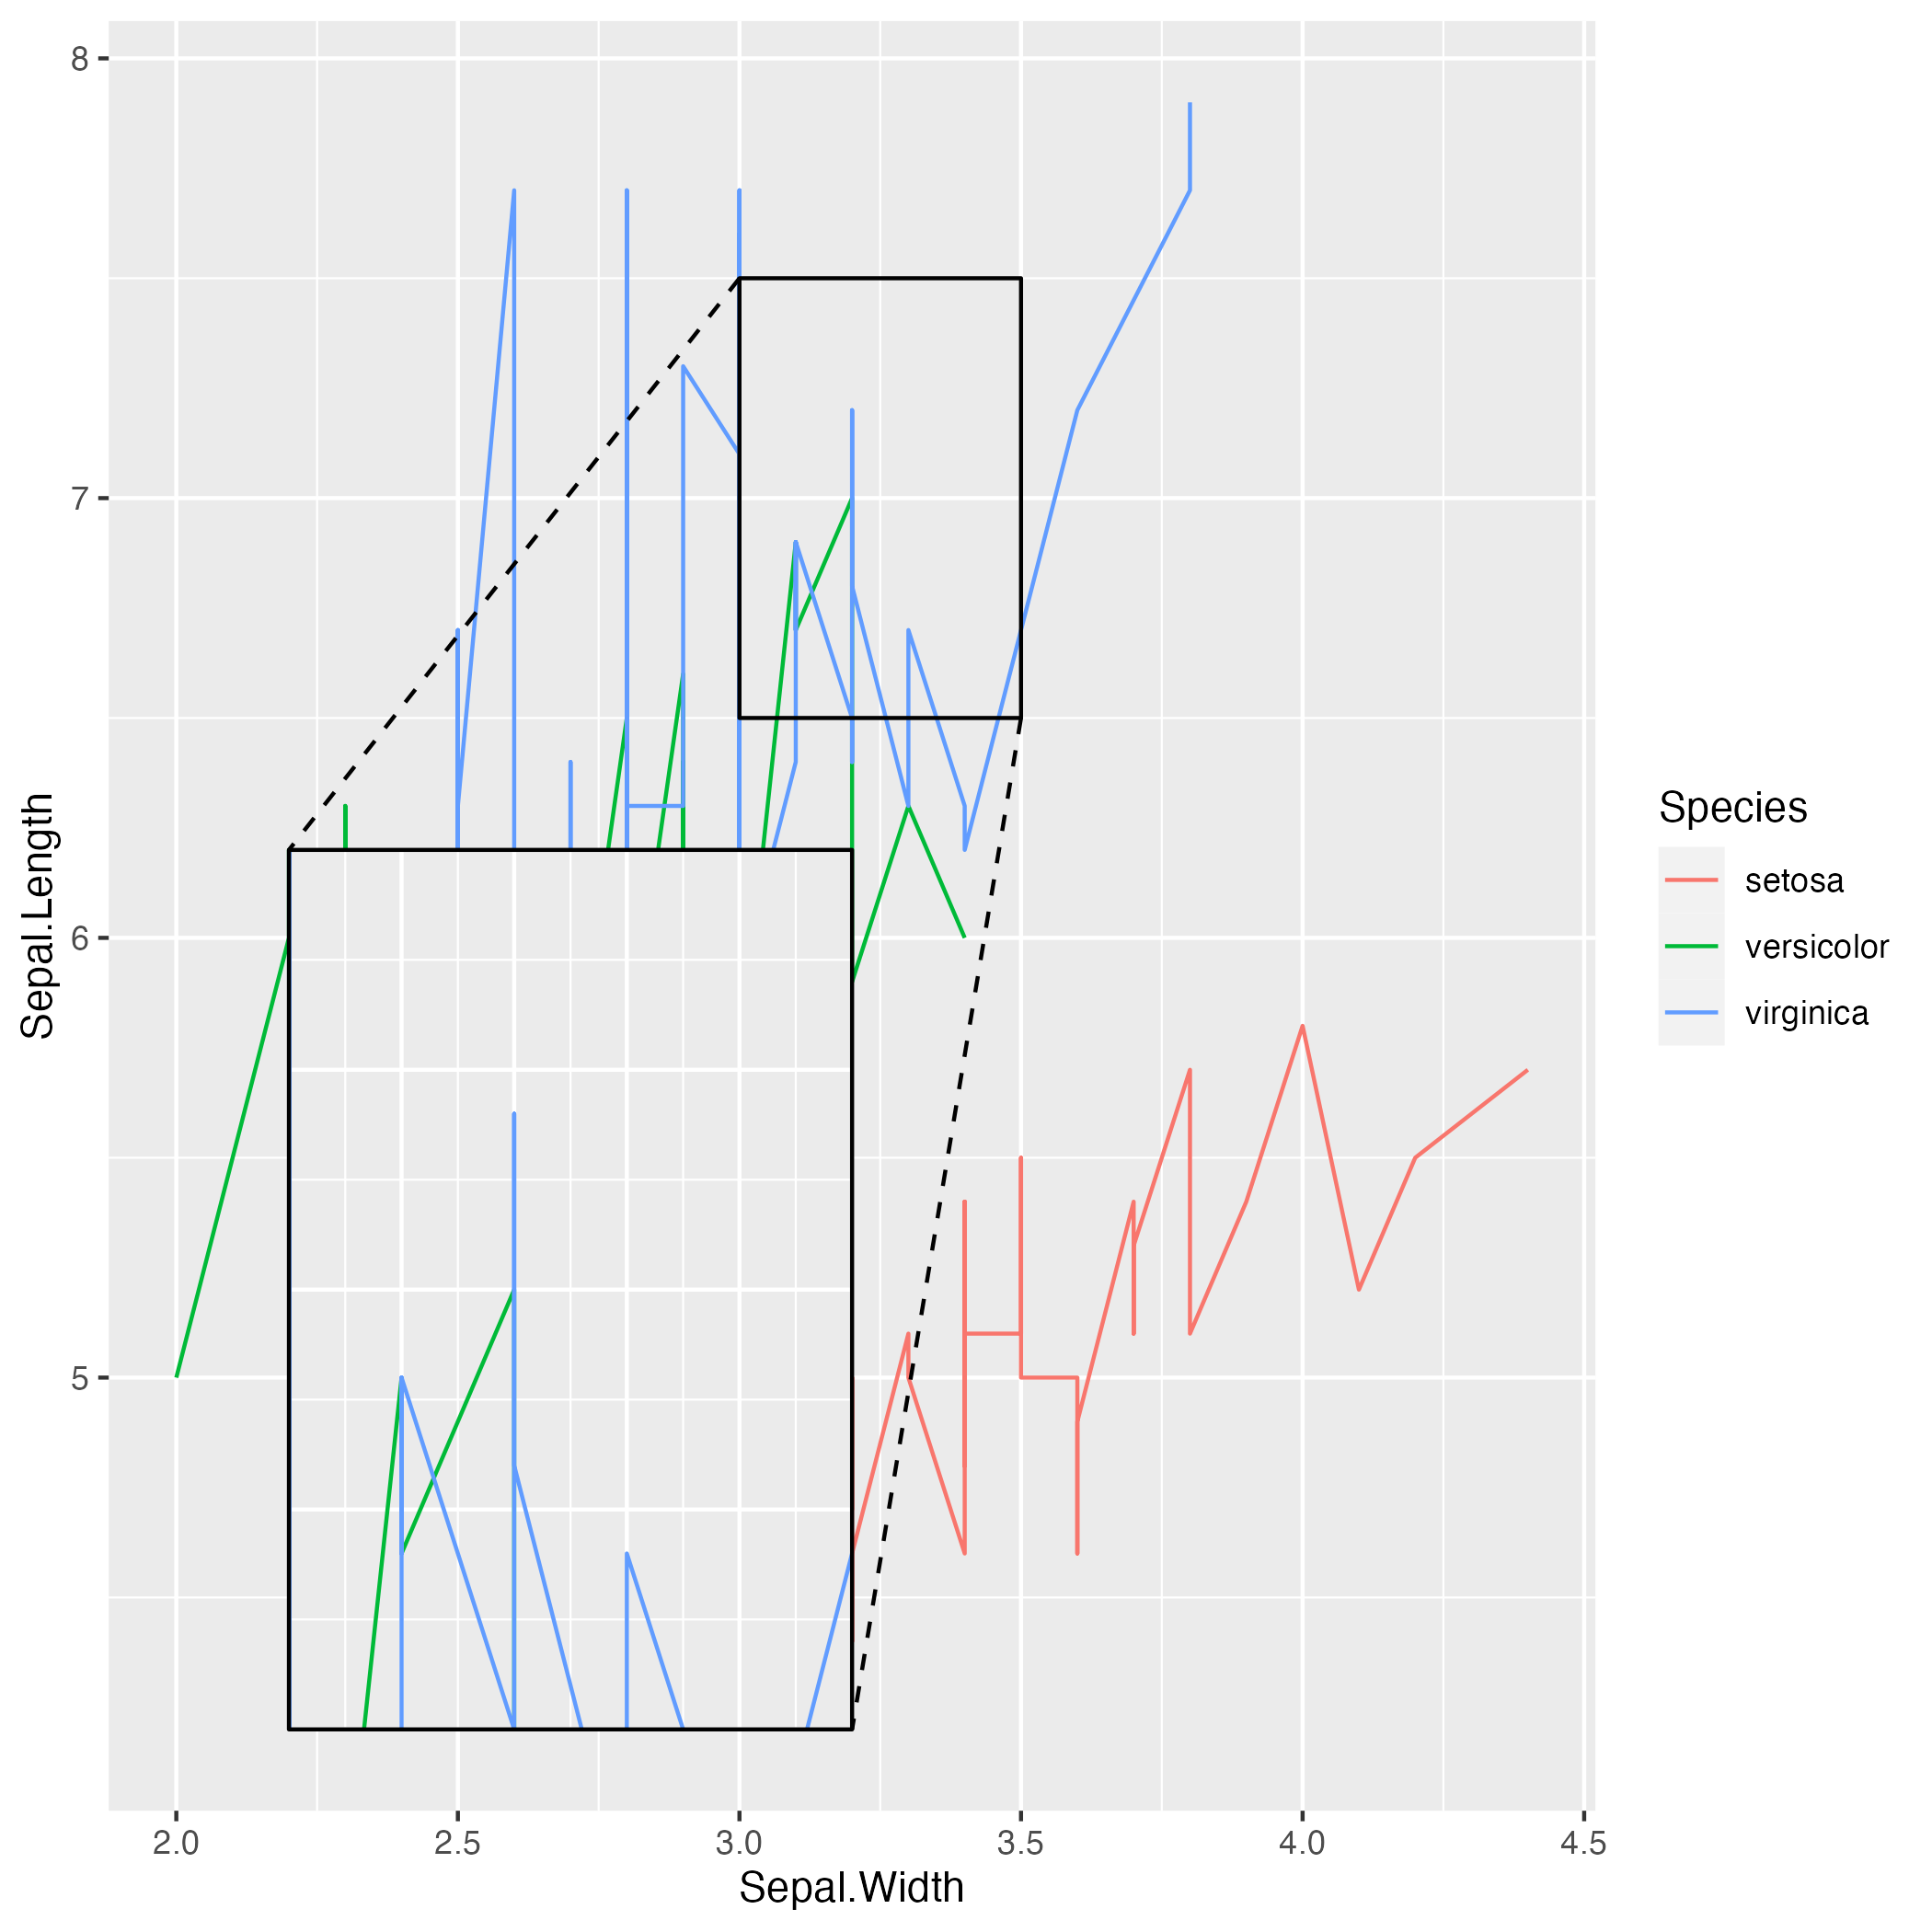 8
7
6
5
Sepal.Length
2.0 2.5 3.0 3.5 4.0 4.5
Sepal.Width
Species
setosa
versicolor
virginica